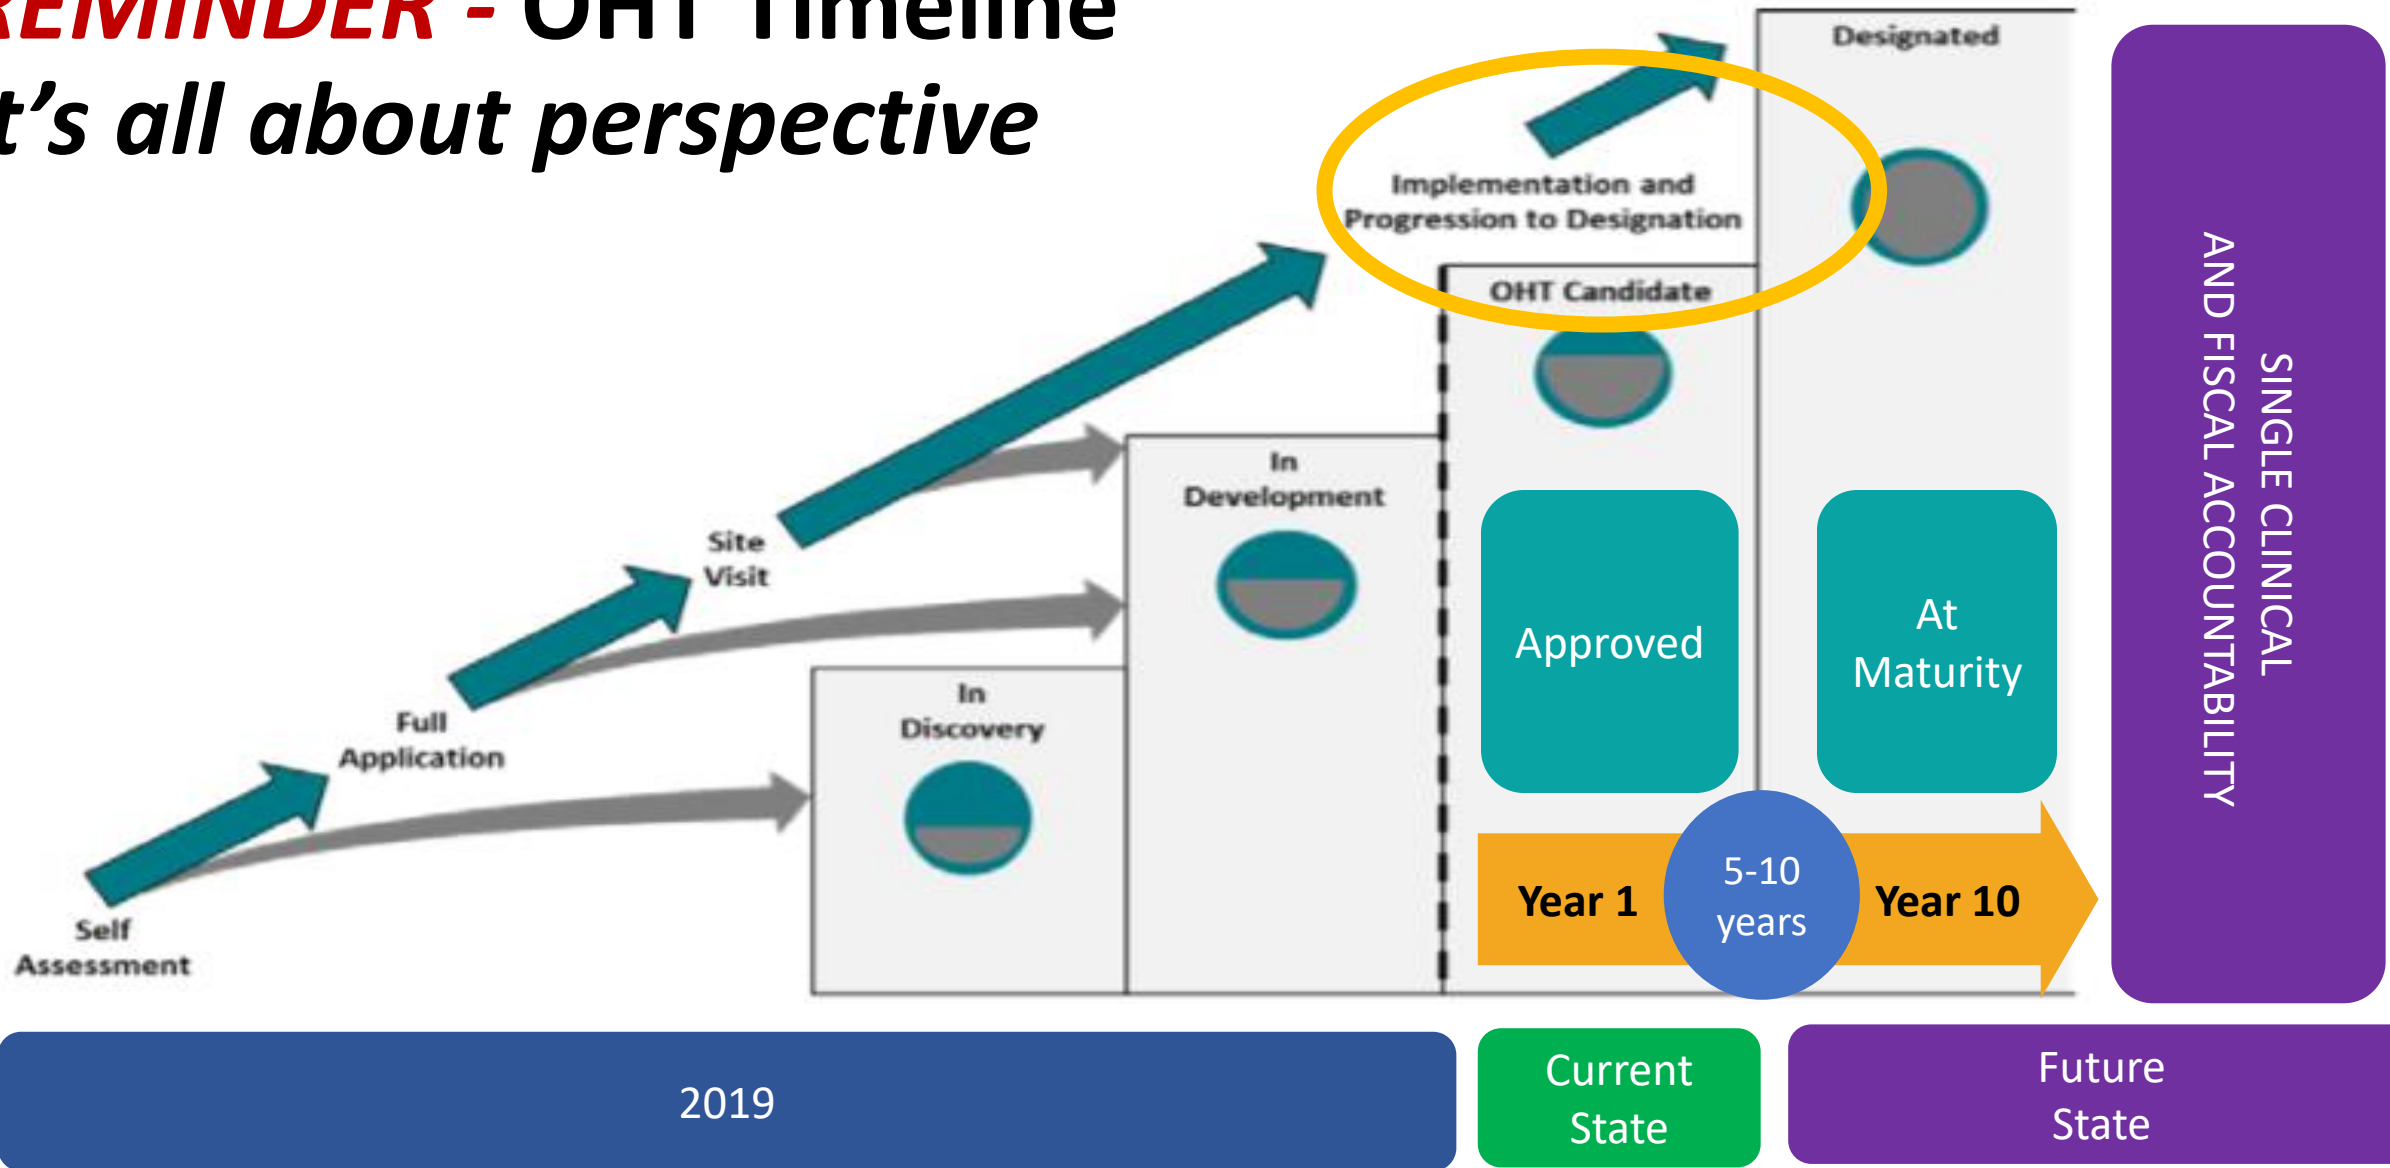 REMINDER - OHT Timeline
t’s all about perspective
Designated
Implementation and
Progression to Designation
OHT Candidate
In
Development
Site
Visit
Approved
At
Maturity
In
Discovery
Full
Application
Year 1
5-10
years
Year 10
Self
Assessment
SINGLE CLINICAL
AND FISCAL ACCOUNTABILITY
2019
Current
State
Future
State